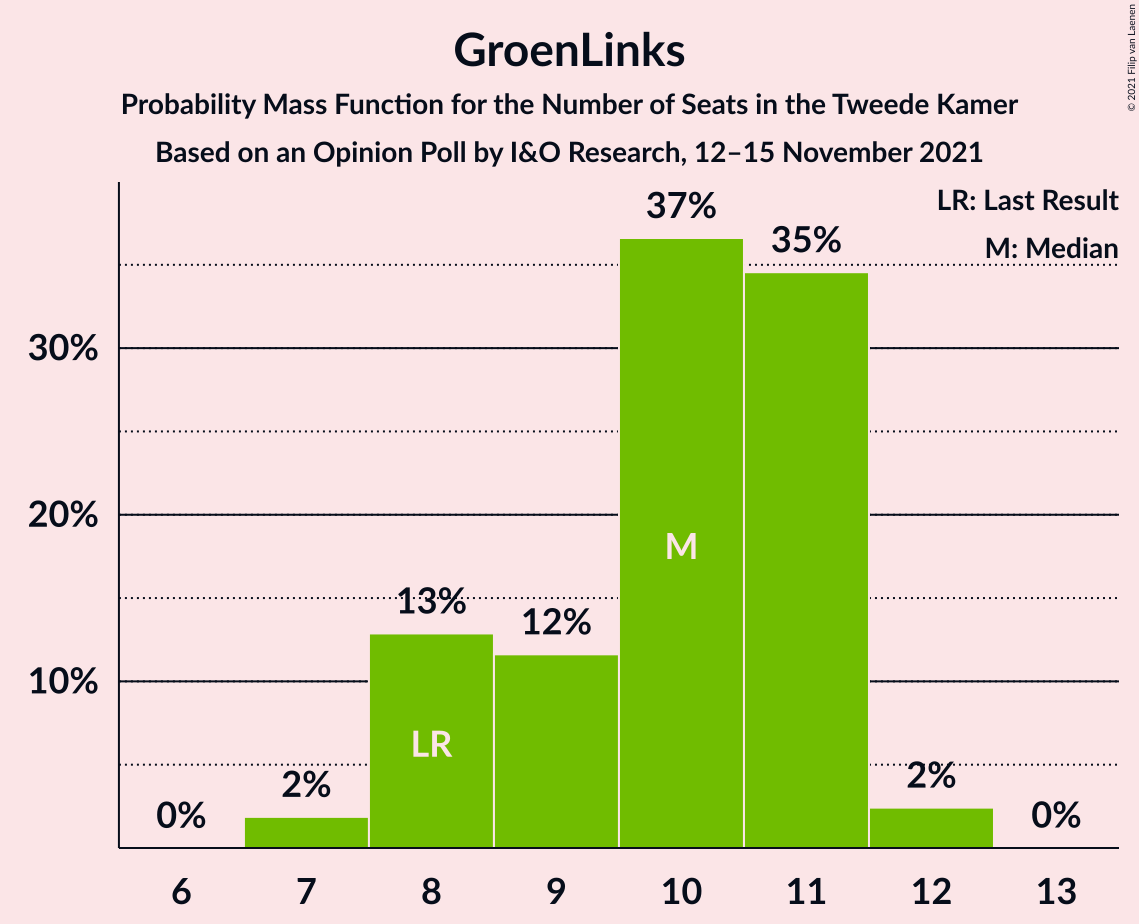 GroenLinks
Probability Mass Function for the Number of Seats in the Tweede Kamer
Based on an Opinion Poll by I&O Research, 12–15 November 2021
© 2021 Filip van Laenen
LR: Last Result
M: Median
37%
35%
30%
20%
M
13%
12%
10%
LR
2%
2%
0%
0%
6 7 8 9 10 11 12 13